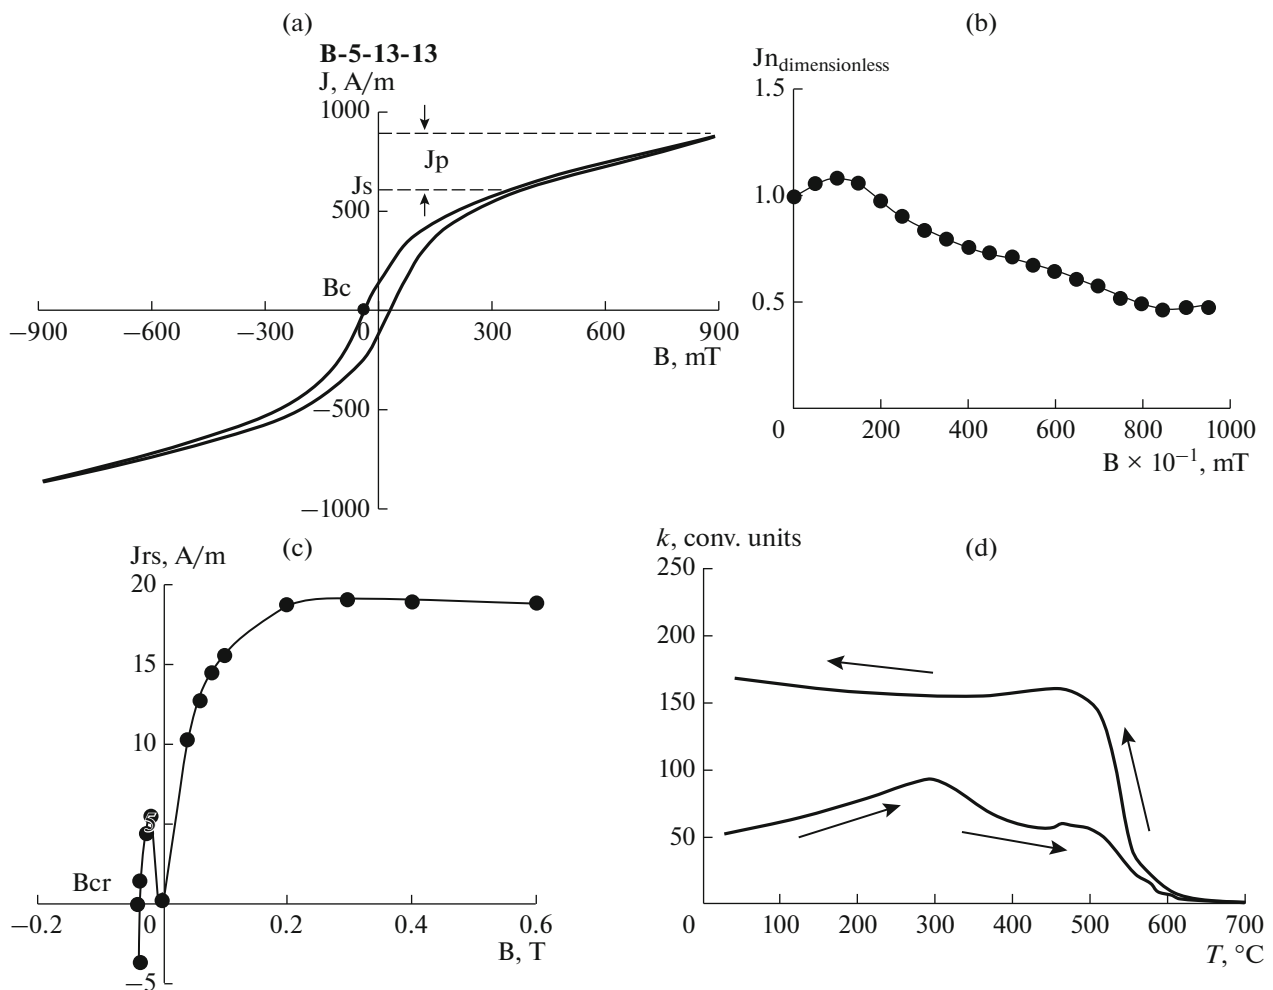 (a)
B-5-13-13
J, A/m
1000
Jp
Js
500
Bc
−900
−600
−300
0
300
600
900
B, mT
−500
−1000
(b)
Jn dimensionless
1.5
1.0
0.5
0
200
400
600
800
1000
B × 10−1, mT
(c)
Jrs, A/m
20
15
10
5
Bcr
−0.2
0
0.2
0.4
0.6
B, T
−5
(d)
k, conv. units
250
200
150
100
50
0
100
200
300
400
500
600
700
T, °C